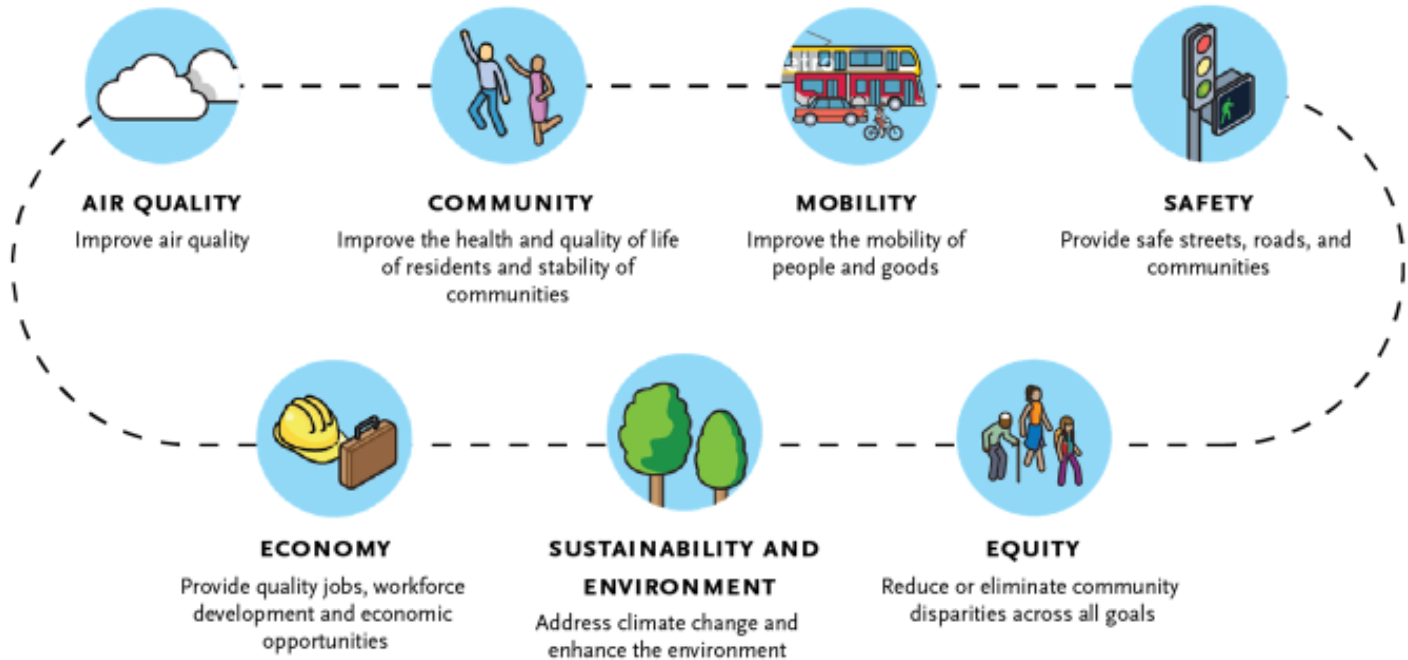 etro
AIR QUALITY
Improve air quality
COMMUNITY
Improve the health and quality of life
of residents and stability of
communities
MOBILITY
Improve the mobility of
people and goods
SAFETY
Provide safe streets, roads, and
communities
ECONOMY
Provide quality jobs, workforce
development and economic
opportunities
SUSTAINABILITY AND
ENVIRONMENT
Address climate change and
enhance the environment
EQUITY
Reduce or eliminate community
disparities across all goals